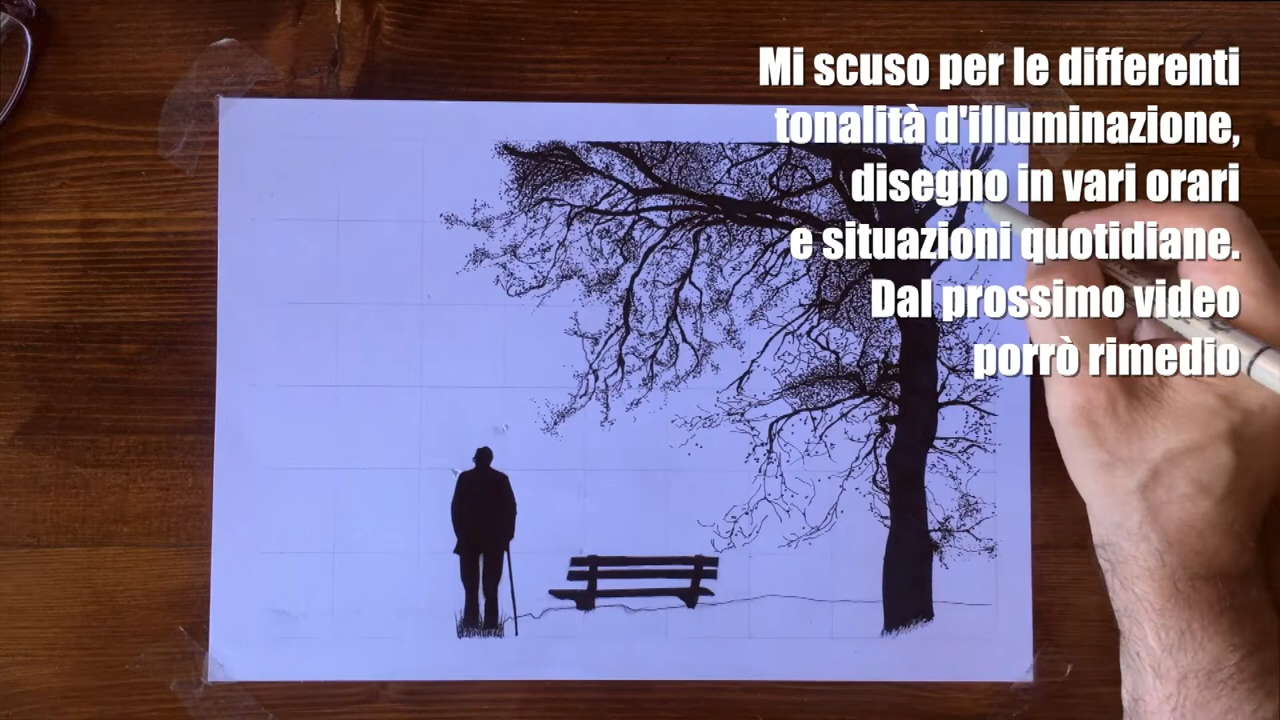 Mi scuso per le differenti
tonalità d'illuminazione,
disegno in vari orari
e situazioni quotidiane.
Dal prossimo video
porrò rimedio